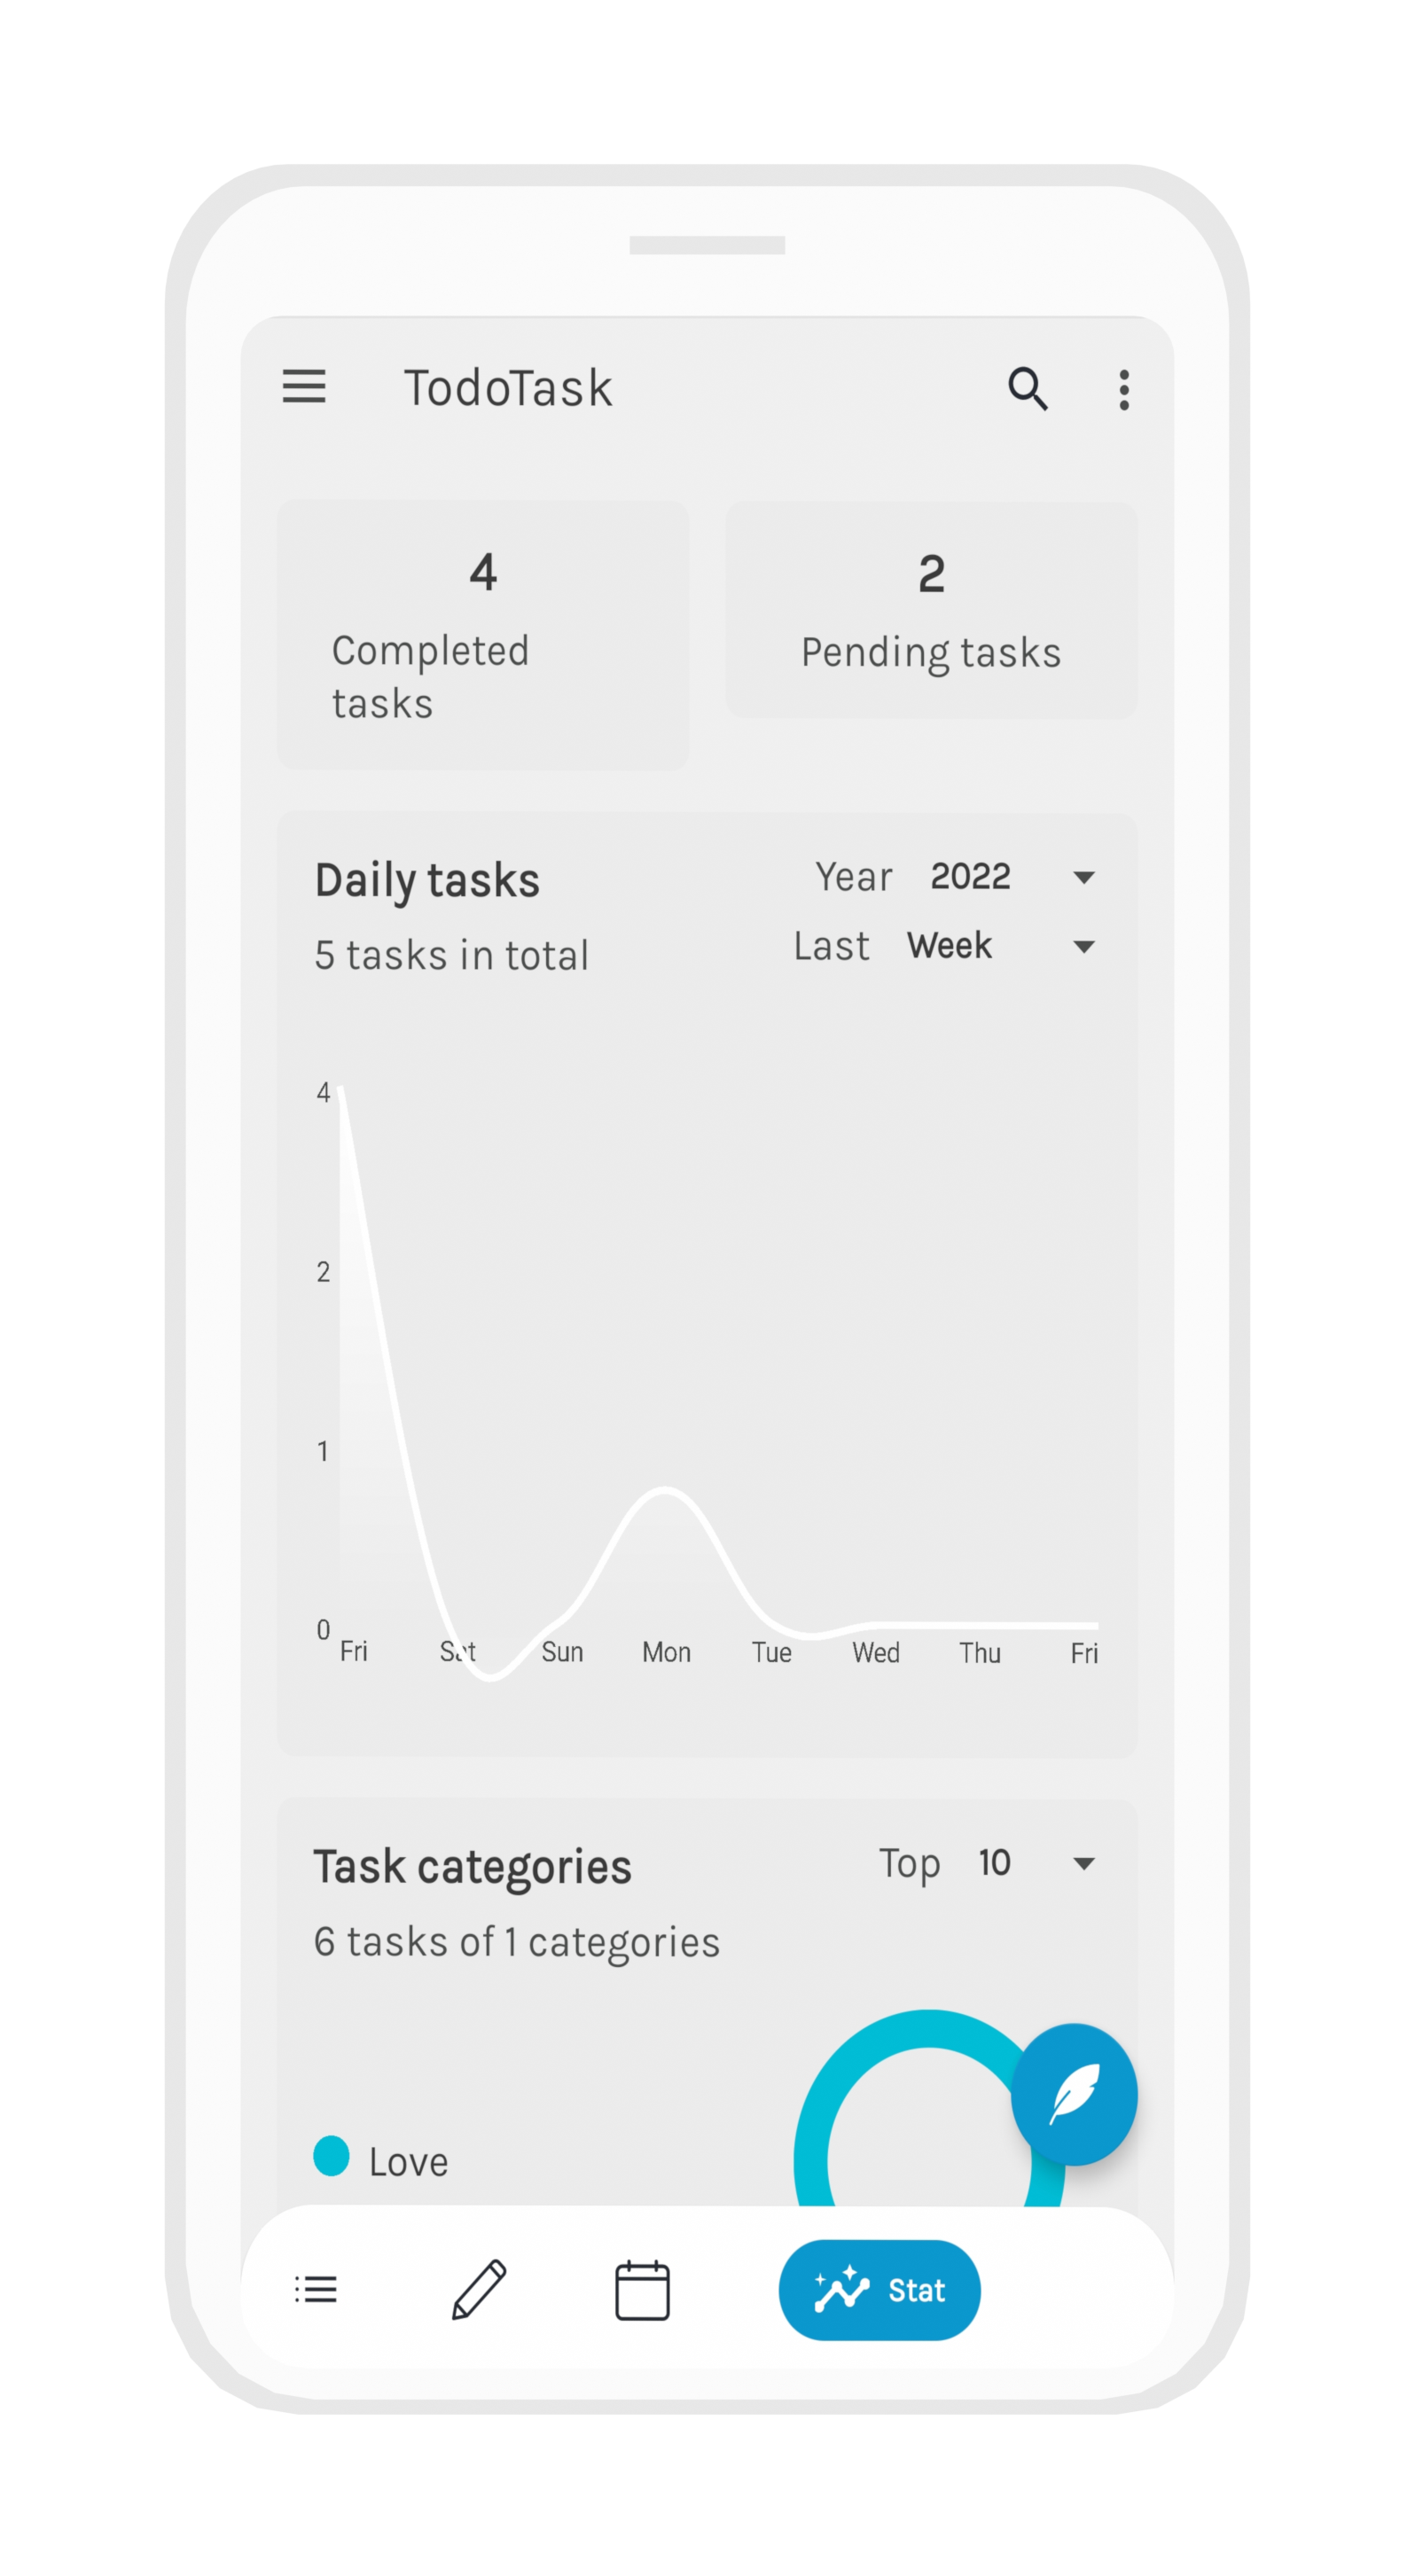 TodoTask
4
Completed
tasks
2
Pending tasks
Daily tasks
Year 2022
5 tasks in total
Last Week
4
2
1
0
Fri Sat Sun Mon Tue Wed Thu Fri
Task categories
Top 10
6 tasks of 1 categories
Love
Stat